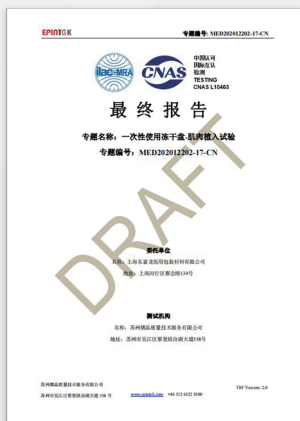 EPINTEK 专题编号: MED202012202-17-CN
ilac-MRA
CNAS
中国认可
国际互认
检测
TESTING
CNAS L10463
最终报告
专题名称: 一次性使用冻干盘-肌肉植入试验
专题编号: MED202012202-17-CN
DRAFT
委托单位
名称: 上海东富龙医用包装材料有限公司
地址: 上海闵行区都会路139号
测试机构
名称: 苏州熠品质量技术服务有限公司
地址: 苏州市吴江区黎里镇汾湖大道558号
苏州熠品质量技术服务有限公司 TRF Version: 2.0
苏州市吴江区黎里镇汾湖大道 558 号 www.epintek.com +86 512 6322 8180